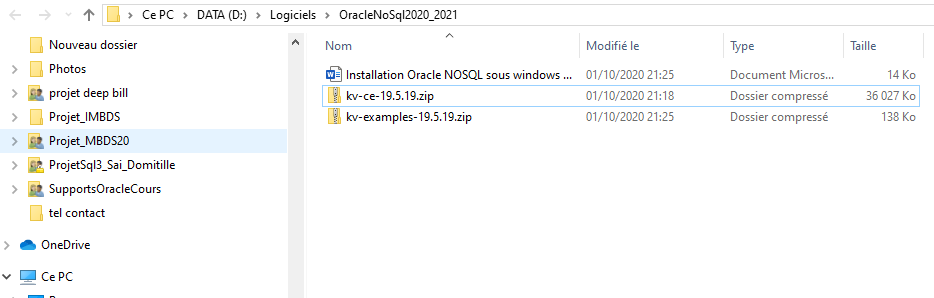 Ce PC > DATA (D:) > Logiciels > OracleNoSql2020_2021
Nouveau dossier
Photos
projet deep bill
Projet_IMBDS
Projet_MBDS20
ProjetSql3_Sai_Domitille
SupportsOracleCours
tel contact
OneDrive
Ce PC
Nom Modifié le Type Taille
Installation Oracle NOSQL sous windows ... 01/10/2020 21:25 Document Micros... 14 Ko
kv-ce-19.5.19.zip 01/10/2020 21:18 Dossier compressé 36 027 Ko
kv-examples-19.5.19.zip 01/10/2020 21:25 Dossier compressé 138 Ko